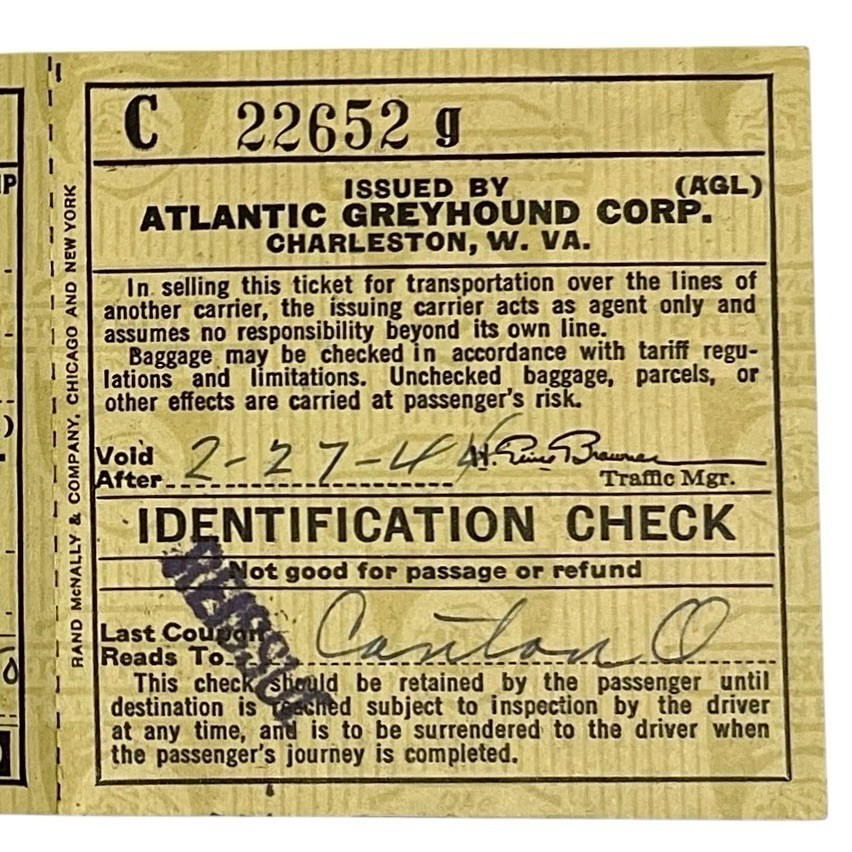 C 22652 g
ISSUED BY (AGL)
ATLANTIC GREYHOUND CORP.
CHARLESTON, W. VA.
In selling this ticket for transportation over the lines of
another carrier, the issuing carrier acts as agent only and
assumes no responsibility beyond its own line.
Baggage may be checked in accordance with tariff regu-
lations and limitations. Unchecked baggage, parcels, or
other effects are carried at passenger's risk.
Void
After 2-27-44
Traffic Mgr.
IDENTIFICATION CHECK
Not good for passage or refund
Last Coupon
Reads To Canton O
This check should be retained by the passenger until
destination is reached subject to inspection by the driver
at any time, and is to be surrendered to the driver when
the passenger's journey is completed.
RAND McNALLY & COMPANY, CHICAGO AND NEW YORK